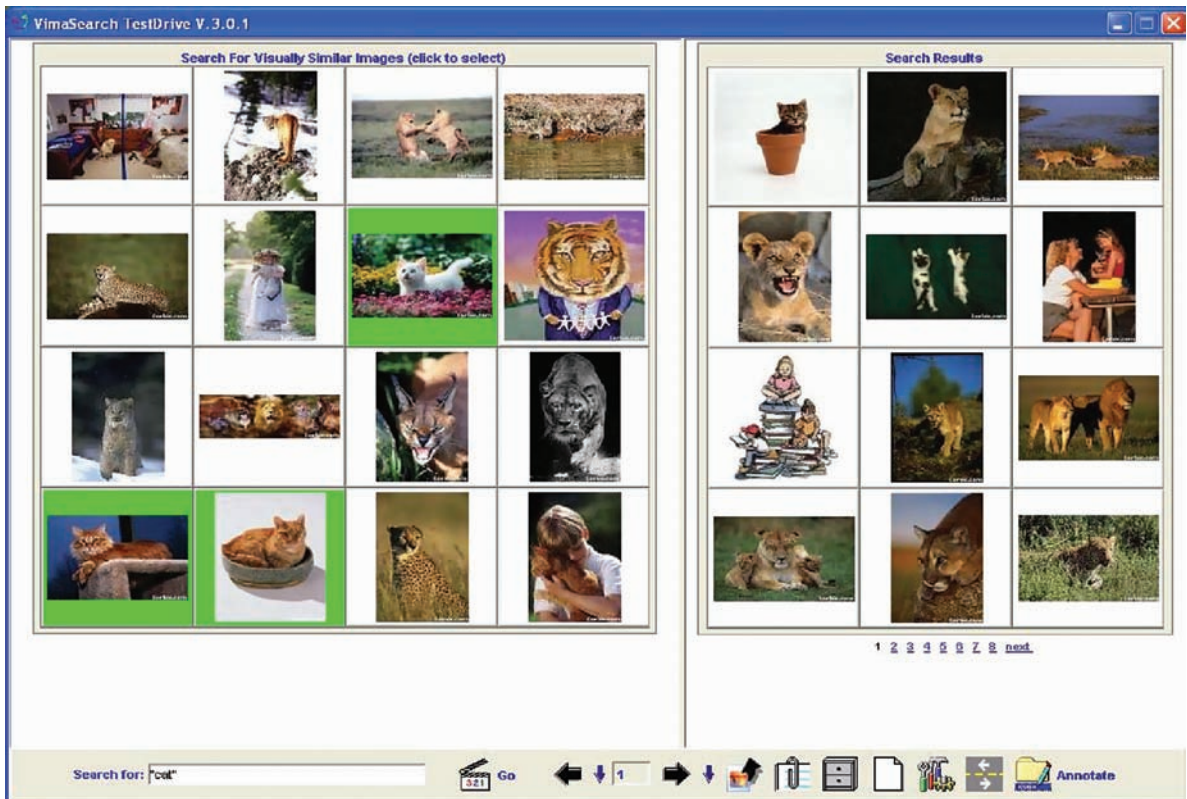 VimaSearch TestDrive V.3.0.1
Search For Visually Similar Images (click to select)
Search Results
1 2 3 4 5 6 7 8 next
Search for: "cat"
321 Go
1
Annotate